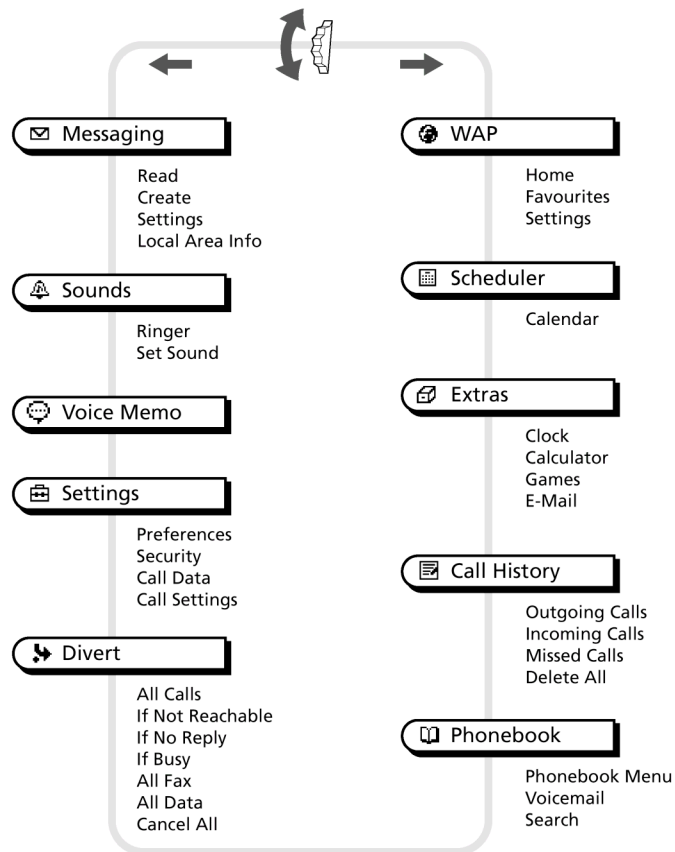 Messaging
Read
Create
Settings
Local Area Info
Sounds
Ringer
Set Sound
Voice Memo
Settings
Preferences
Security
Call Data
Call Settings
Divert
All Calls
If Not Reachable
If No Reply
If Busy
All Fax
All Data
Cancel All
WAP
Home
Favourites
Settings
Scheduler
Calendar
Extras
Clock
Calculator
Games
E-Mail
Call History
Outgoing Calls
Incoming Calls
Missed Calls
Delete All
Phonebook
Phonebook Menu
Voicemail
Search